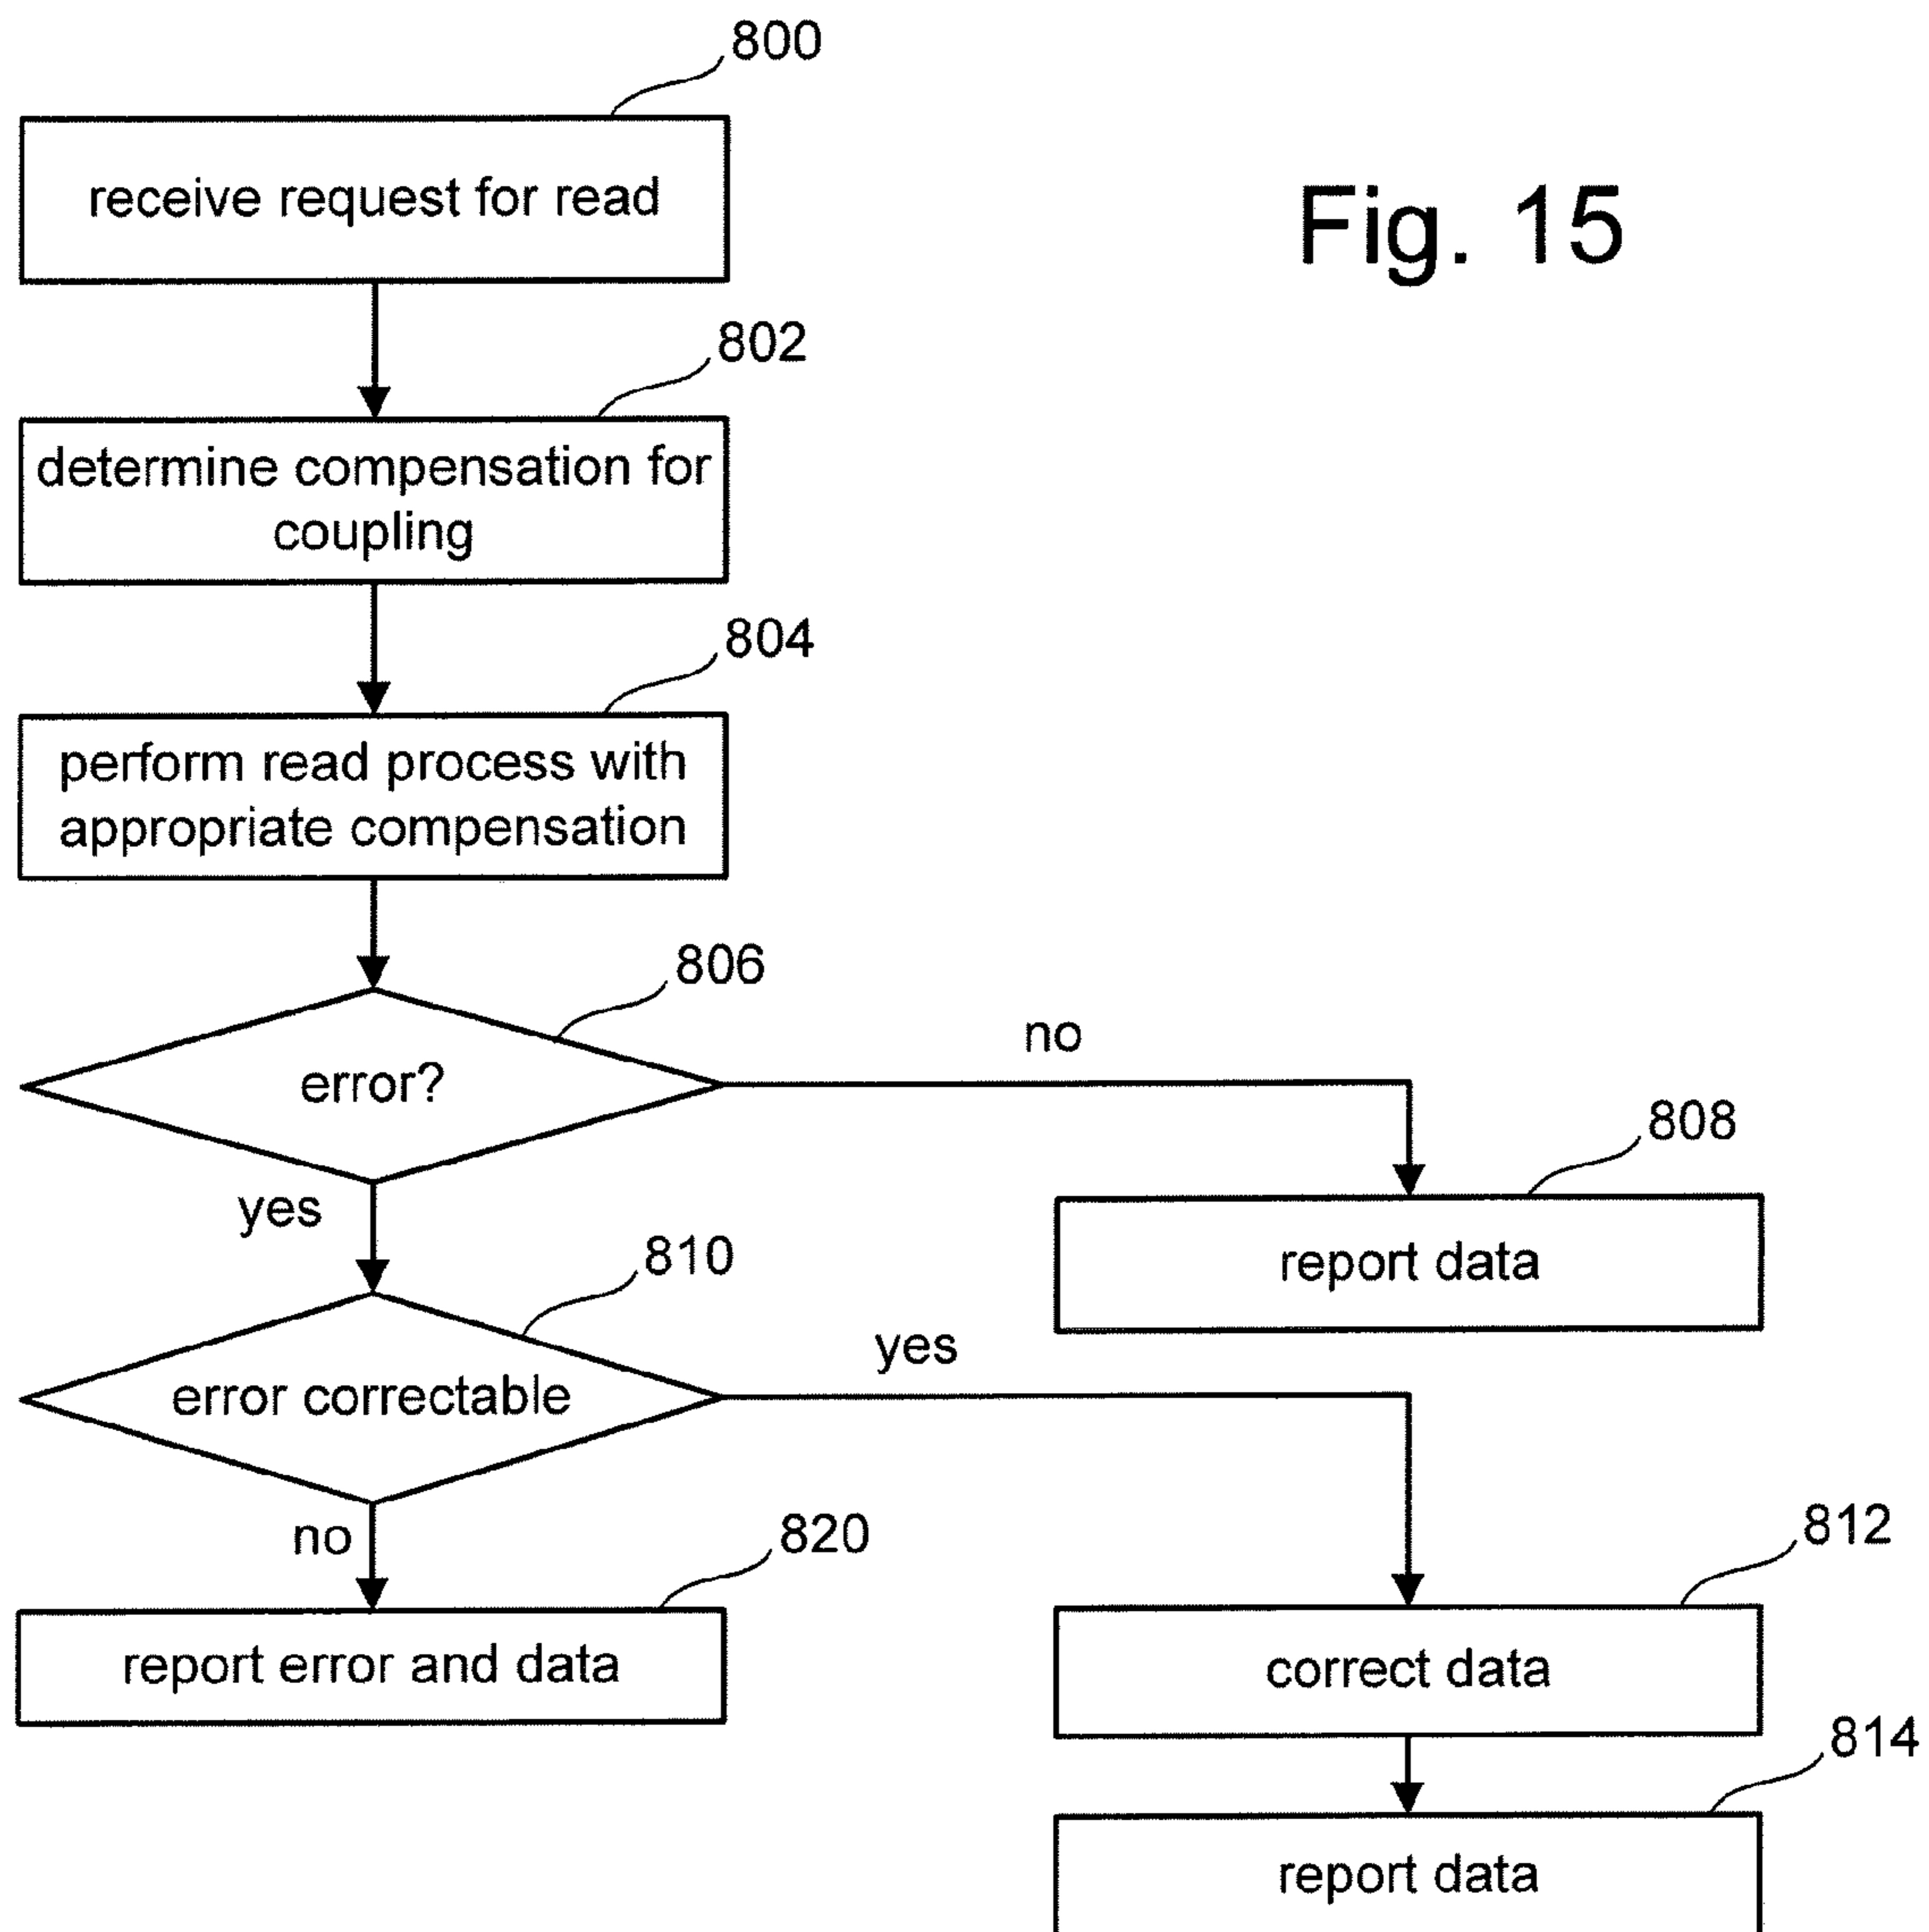 800
receive request for read
Fig. 15
802
determine compensation for
coupling
804
perform read process with
appropriate compensation
806
error?
no
808
report data
yes
810
error correctable
yes
812
correct data
814
report data
no
820
report error and data